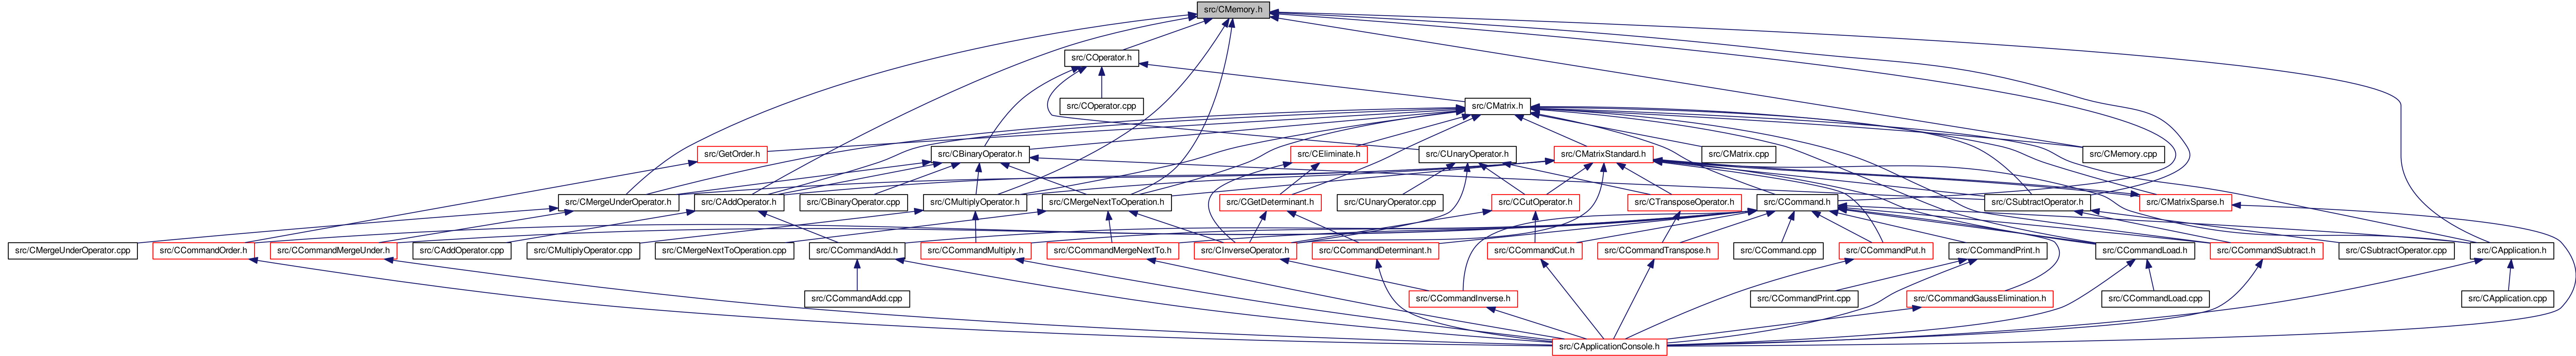 src/CMemory.h
src/COperator.h
src/COperator.cpp
src/CMatrix.h
src/GetOrder.h
src/CBinaryOperator.h
src/CEliminate.h
src/CUnaryOperator.h
src/CMatrixStandard.h
src/CMatrix.cpp
src/CMemory.cpp
src/CMergeUnderOperator.h
src/CAddOperator.h
src/CBinaryOperator.cpp
src/CMultiplyOperator.h
src/CMergeNextToOperation.h
src/CGetDeterminant.h
src/CUnaryOperator.cpp
src/CCutOperator.h
src/CTransposeOperator.h
src/CCommand.h
src/CSubtractOperator.h
src/CMatrixSparse.h
src/CMergeUnderOperator.cpp
src/CCommandOrder.h
src/CCommandMergeUnder.h
src/CAddOperator.cpp
src/CMultiplyOperator.cpp
src/CMergeNextToOperation.cpp
src/CCommandAdd.h
src/CCommandMultiply.h
src/CCommandMergeNextTo.h
src/CInverseOperator.h
src/CCommandDeterminant.h
src/CCommandCut.h
src/CCommandTranspose.h
src/CCommand.cpp
src/CCommandPut.h
src/CCommandPrint.h
src/CCommandLoad.h
src/CCommandSubtract.h
src/CSubtractOperator.cpp
src/CApplication.h
src/CCommandAdd.cpp
src/CCommandInverse.h
src/CCommandPrint.cpp
src/CCommandGaussElimination.h
src/CCommandLoad.cpp
src/CApplication.cpp
src/CApplicationConsole.h